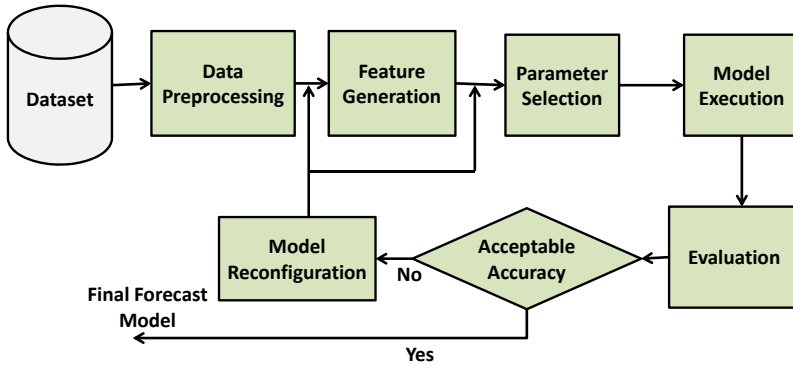 Dataset
Data
Preprocessing
Feature
Generation
Parameter
Selection
Model
Execution
Evaluation
Acceptable
Accuracy
No
Model
Reconfiguration
Final Forecast
Model
Yes